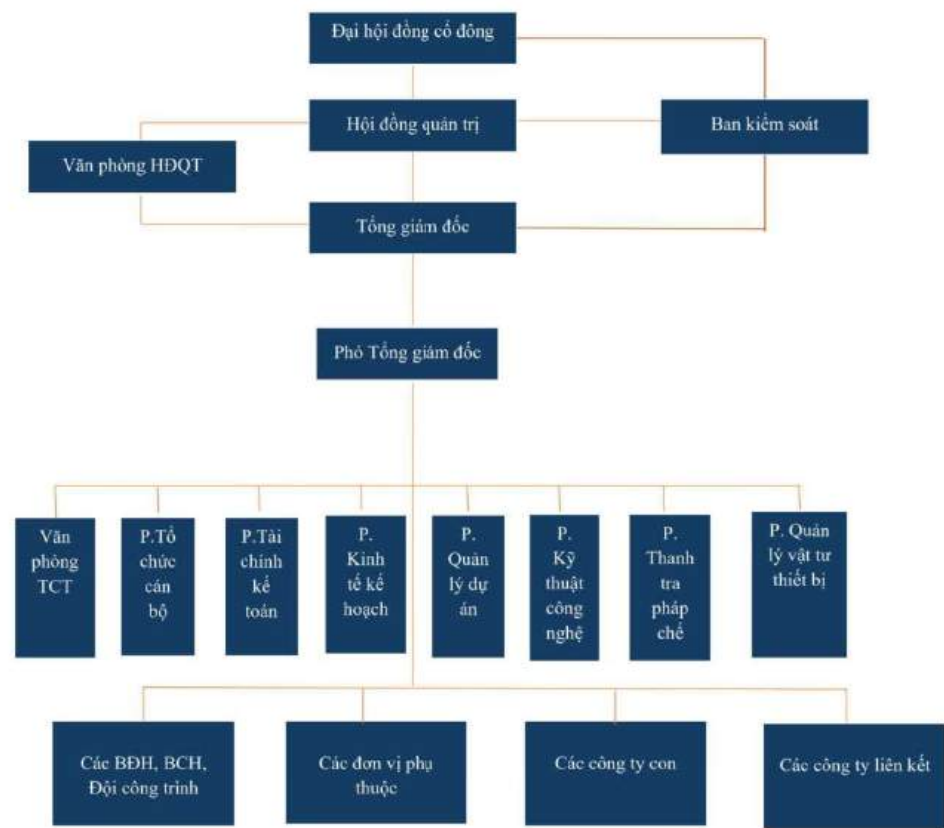 Đại hội đồng cổ đông
Hội đồng quản trị
Ban kiểm soát
Văn phòng HĐQT
Tổng giám đốc
Phó Tổng giám đốc
Văn
phòng
TCT
P.Tổ
chức
cán
bộ
P.Tài
chính
kế
toán
P.
Kinh
tế kế
hoạch
P.
Quản
lý dự
án
P.
Kỹ
thuật
công
nghệ
P.
Thanh
tra
pháp
chế
P. Quản
lý vật tư
thiết bị
Các BĐH, BCH,
Đội công trình
Các đơn vị phụ
thuộc
Các công ty con
Các công ty liên kết